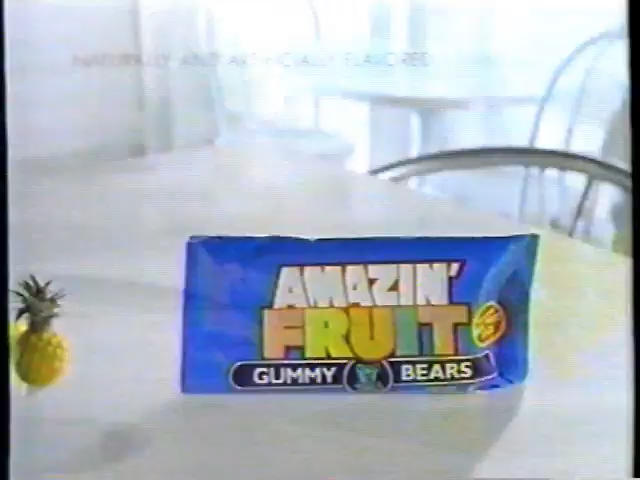 NATURALLY AND ARTIFICIALLY FLAVORED
AMAZIN'
FRUIT
GUMMY BEARS